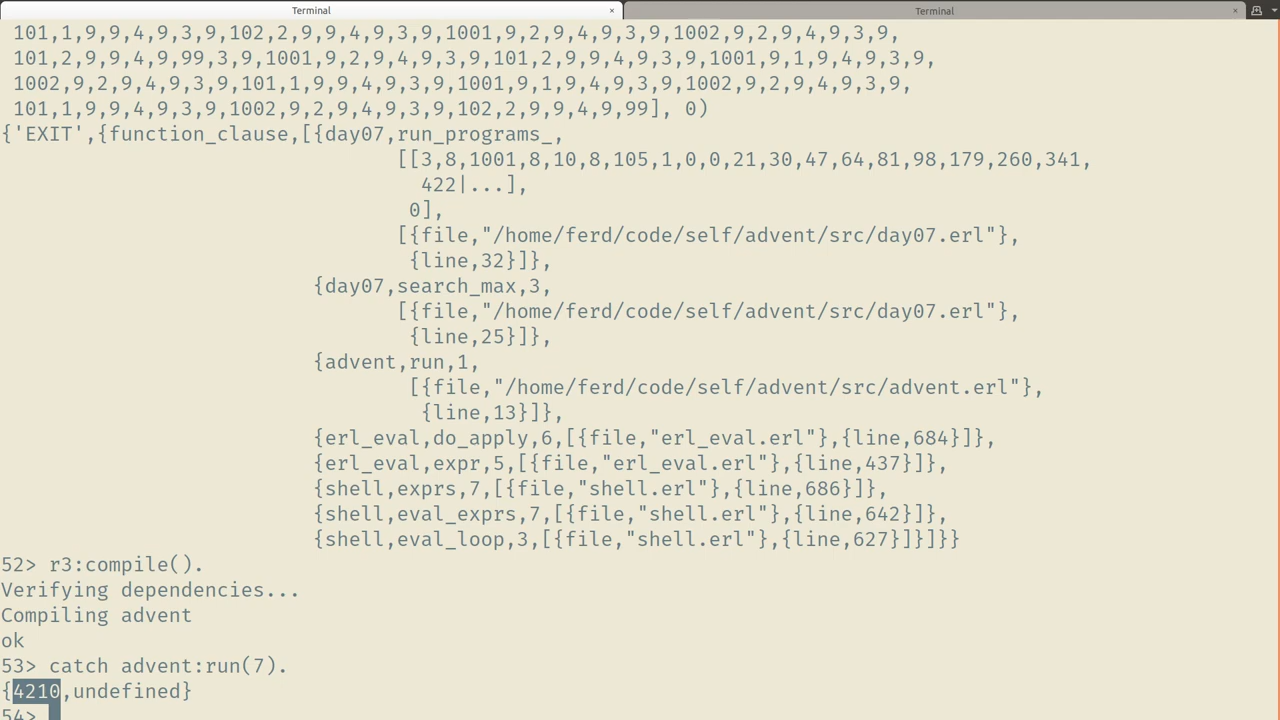 Terminal × Terminal ×
101,1,9,9,4,9,3,9,102,2,9,9,4,9,3,9,1001,9,2,9,4,9,3,9,1002,9,2,9,4,9,3,9,
101,2,9,9,4,9,99,3,9,1001,9,2,9,4,9,3,9,101,2,9,9,4,9,3,9,1001,9,1,9,4,9,3,9,
1002,9,2,9,4,9,3,9,101,1,9,9,4,9,3,9,1001,9,1,9,4,9,3,9,1002,9,2,9,4,9,3,9,
101,1,9,9,4,9,3,9,1002,9,2,9,4,9,3,9,102,2,9,9,4,9,99], 0)
{'EXIT',{function_clause,[{day07,run_programs_,
[[3,8,1001,8,10,8,105,1,0,0,21,30,47,64,81,98,179,260,341,
422|...],
0],
[{file,"/home/ferd/code/self/advent/src/day07.erl"},
{line,32}]},
{day07,search_max,3,
[{file,"/home/ferd/code/self/advent/src/day07.erl"},
{line,25}]},
{advent,run,1,
[{file,"/home/ferd/code/self/advent/src/advent.erl"},
{line,13}]},
{erl_eval,do_apply,6,[{file,"erl_eval.erl"},{line,684}]},
{erl_eval,expr,5,[{file,"erl_eval.erl"},{line,437}]},
{shell,exprs,7,[{file,"shell.erl"},{line,686}]},
{shell,eval_exprs,7,[{file,"shell.erl"},{line,642}]},
{shell,eval_loop,3,[{file,"shell.erl"},{line,627}]}]}}
52> r3:compile().
Verifying dependencies...
Compiling advent
ok
53> catch advent:run(7).
{4210,undefined}
54>